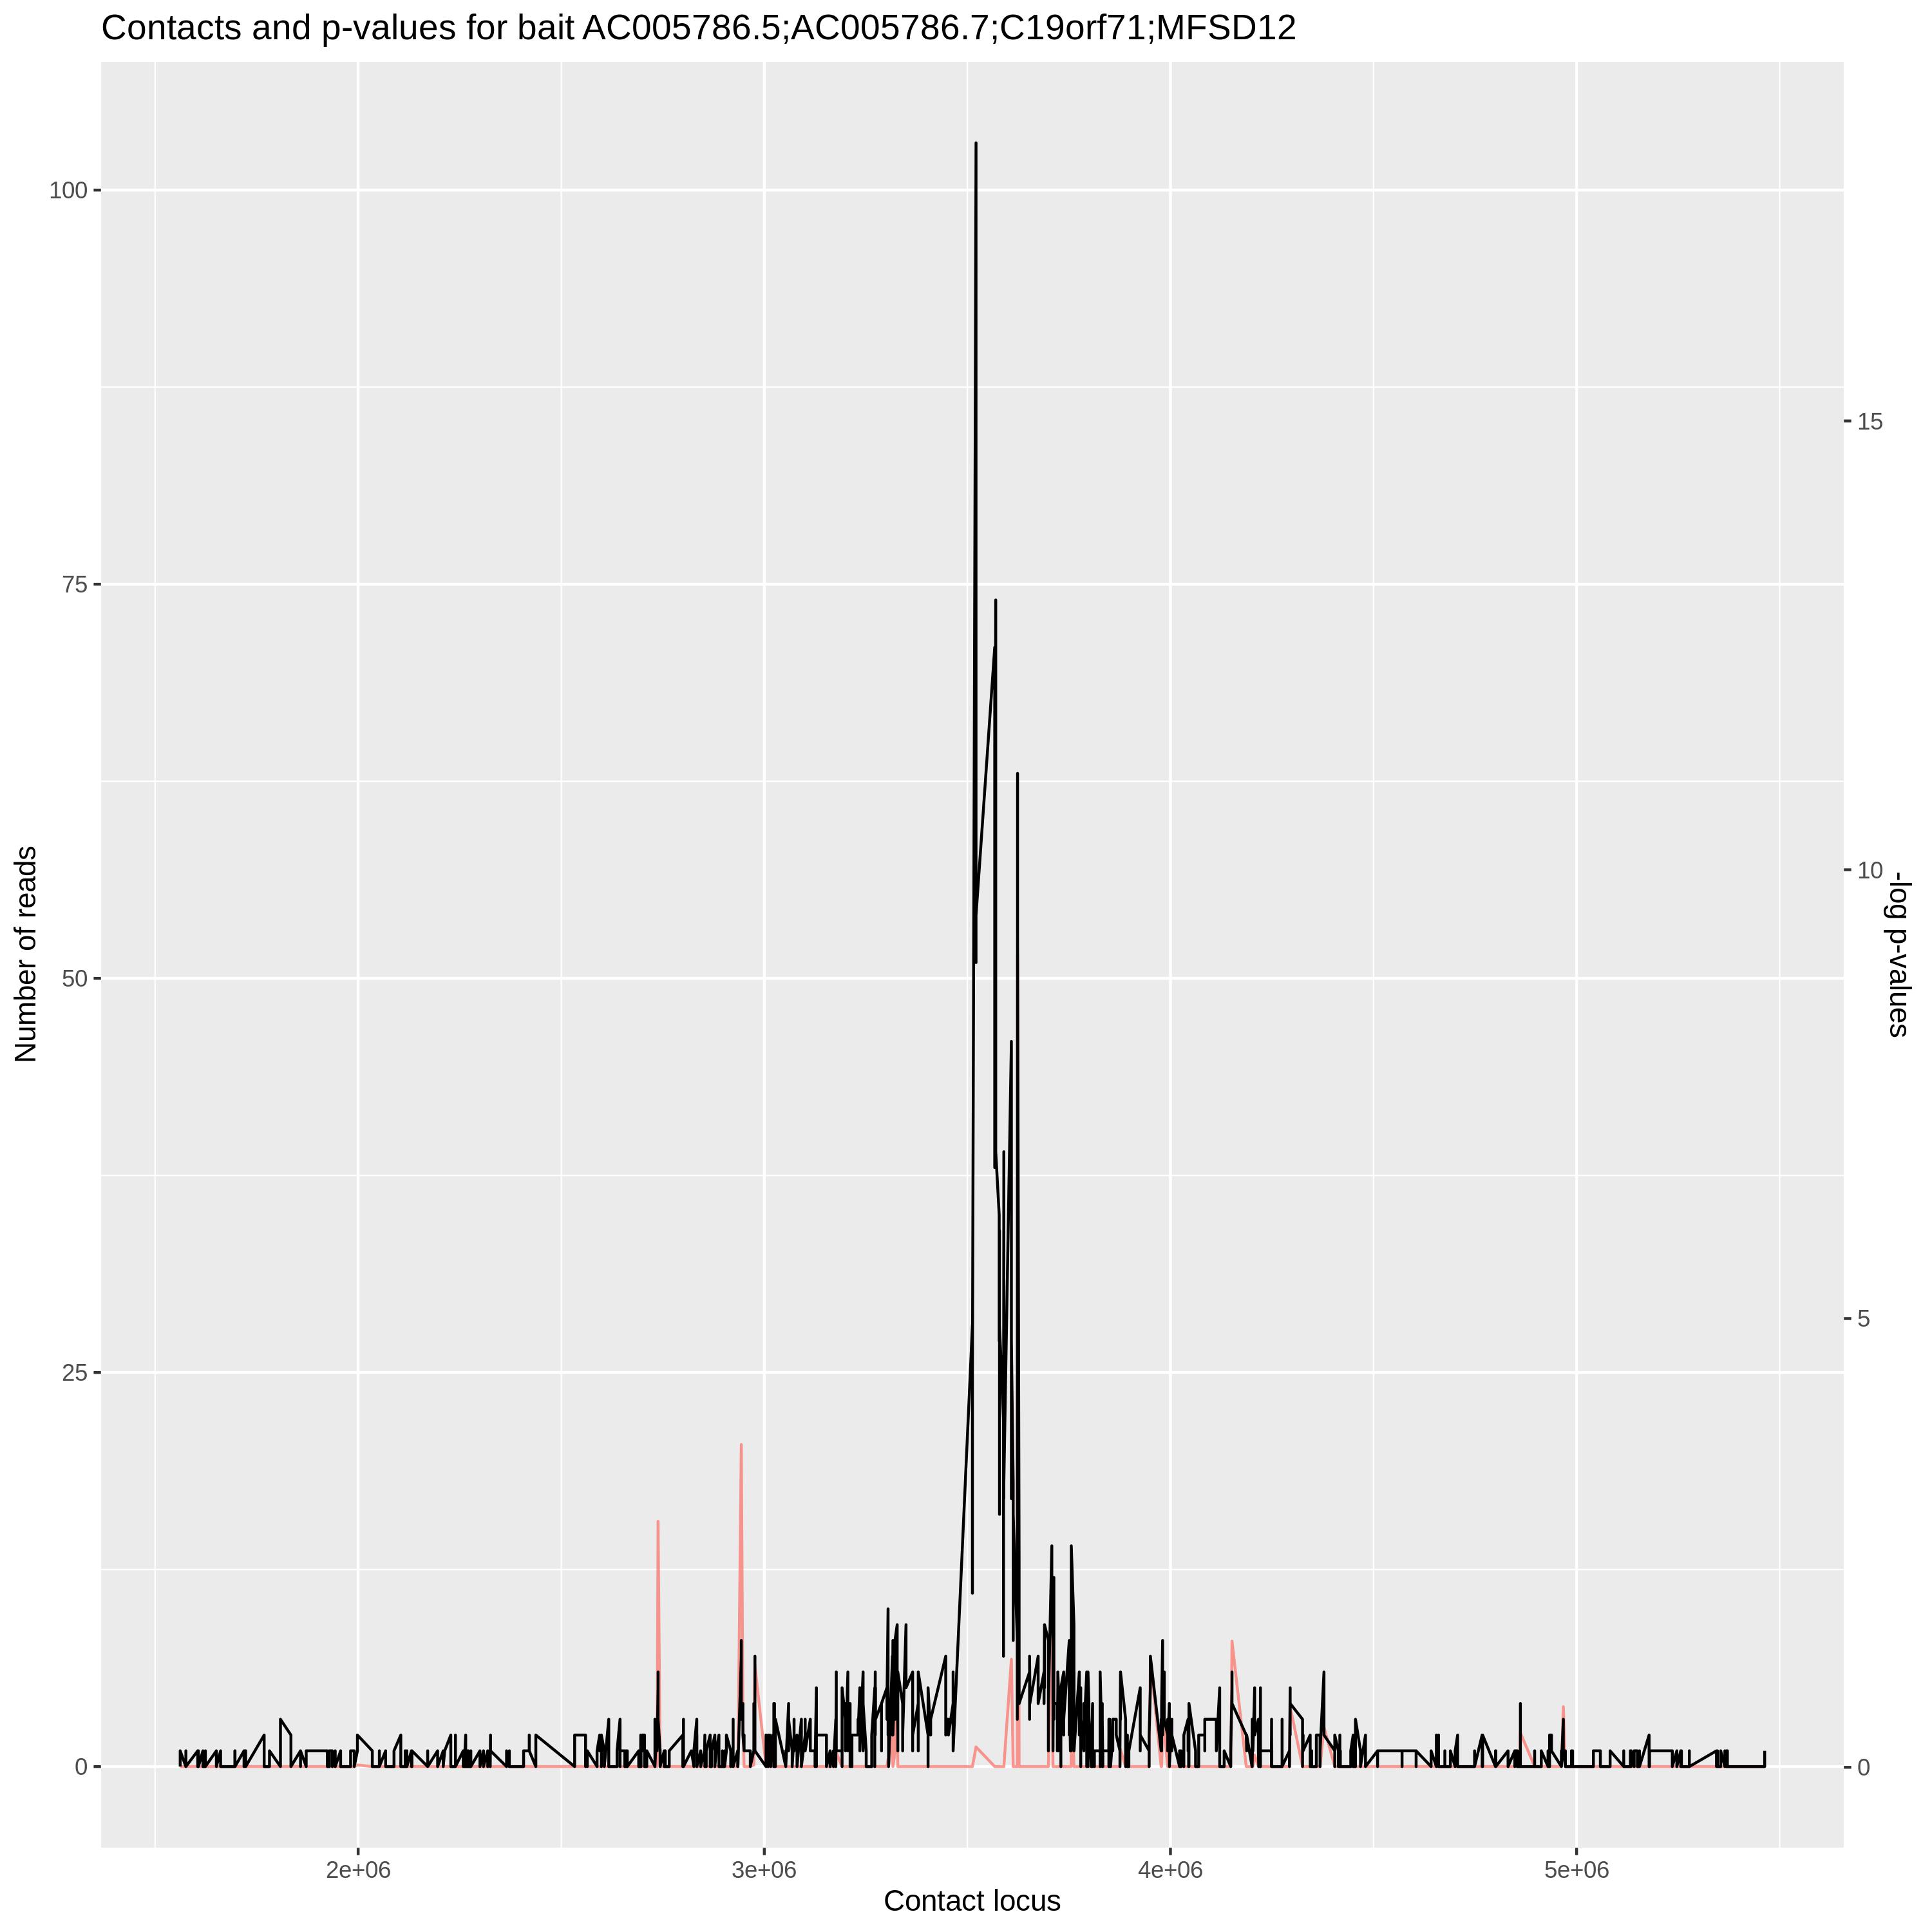 Contacts and p-values for bait AC005786.5;AC005786.7;C19orf71;MFSD12
100
75
50
25
0
Number of reads
15
10
5
0
-log p-values
2e+06
3e+06
4e+06
5e+06
Contact locus